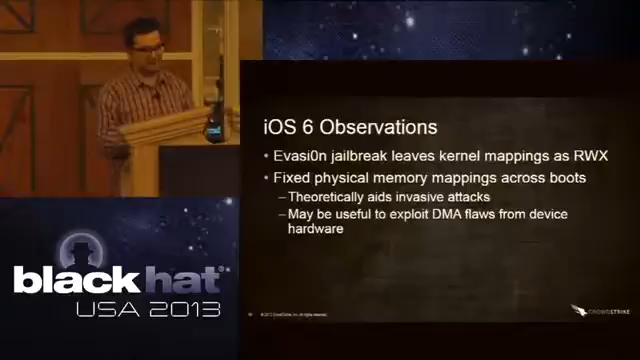 iOS 6 Observations
• Evasi0n jailbreak leaves kernel mappings as RWX
• Fixed physical memory mappings across boots
–Theoretically aids invasive attacks
–May be useful to exploit DMA flaws from device
hardware
black hat
USA 2013
CROWDSTRIKE